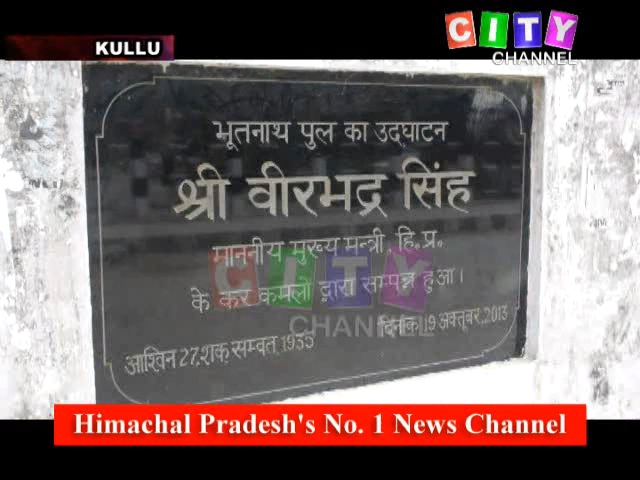 KULLU
CITY
CHANNEL
भूतनाथ पुल का उद्घाटन
श्री वीरभद्र सिंह
माननीय मुख्य मन्त्री, हि.प्र.
के कर कमलों द्वारा सम्पन्न हुआ।
CITY
CHANNEL
आश्विन 27,शक् सम्वत् 1935
दिनांक 19 अक्तूबर,2013
Himachal Pradesh's No. 1 News Channel